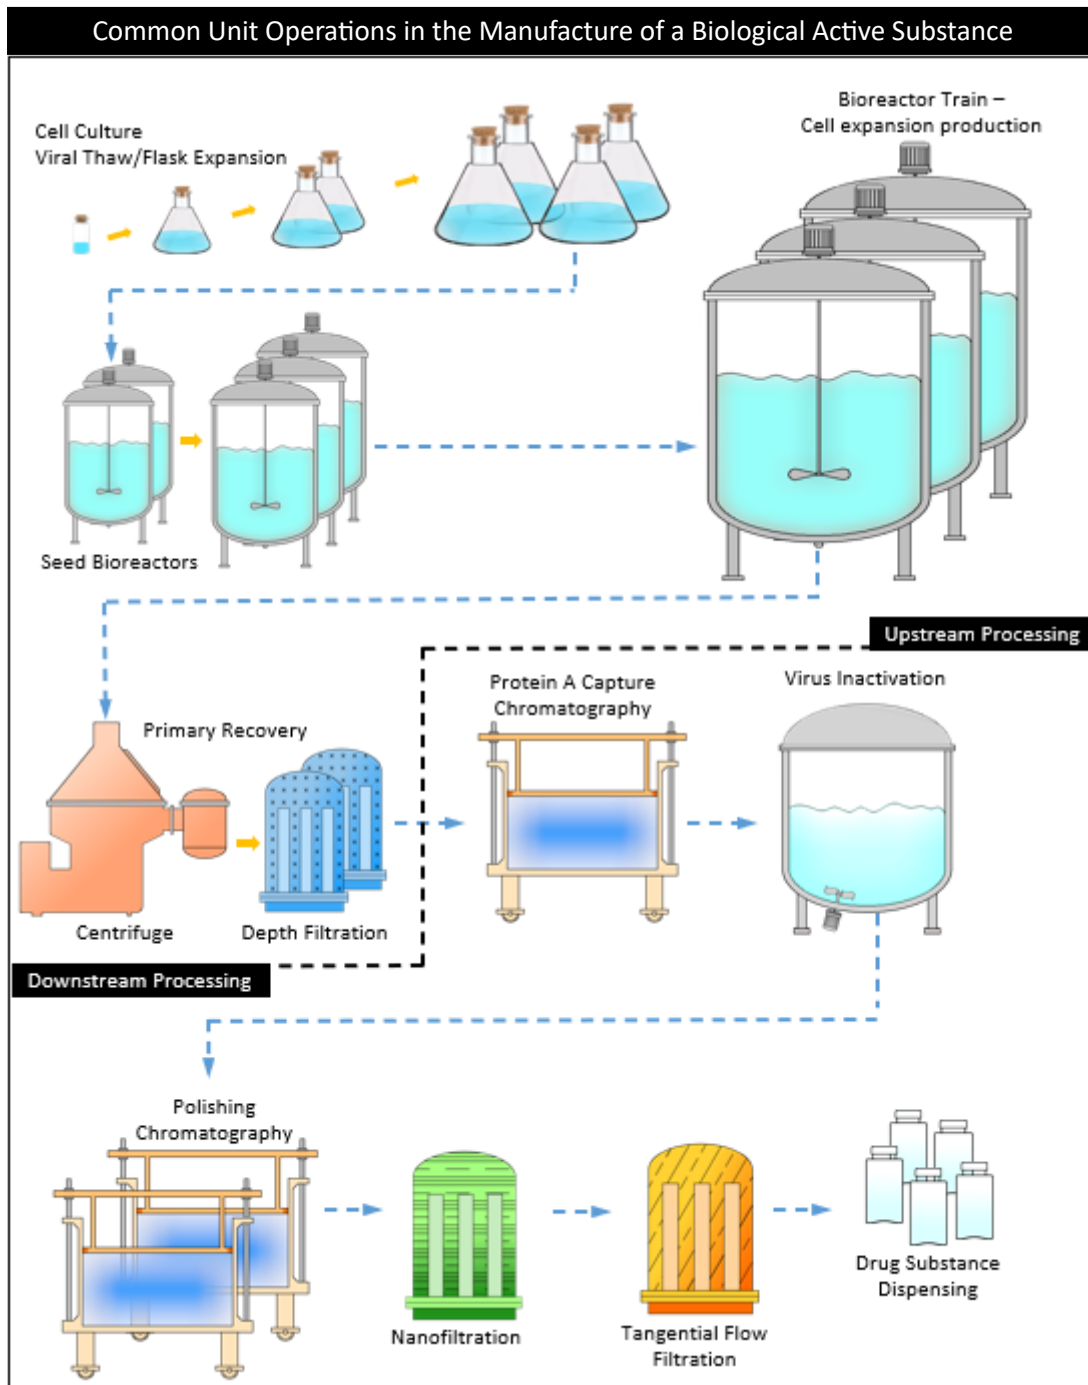 Common Unit Operations in the Manufacture of a Biological Active Substance
Cell Culture
Viral Thaw/Flask Expansion
Bioreactor Train –
Cell expansion production
Seed Bioreactors
Upstream Processing
Primary Recovery
Protein A Capture
Chromatography
Virus Inactivation
Centrifuge
Depth Filtration
Downstream Processing
Polishing
Chromatography
Nanofiltration
Tangential Flow
Filtration
Drug Substance
Dispensing